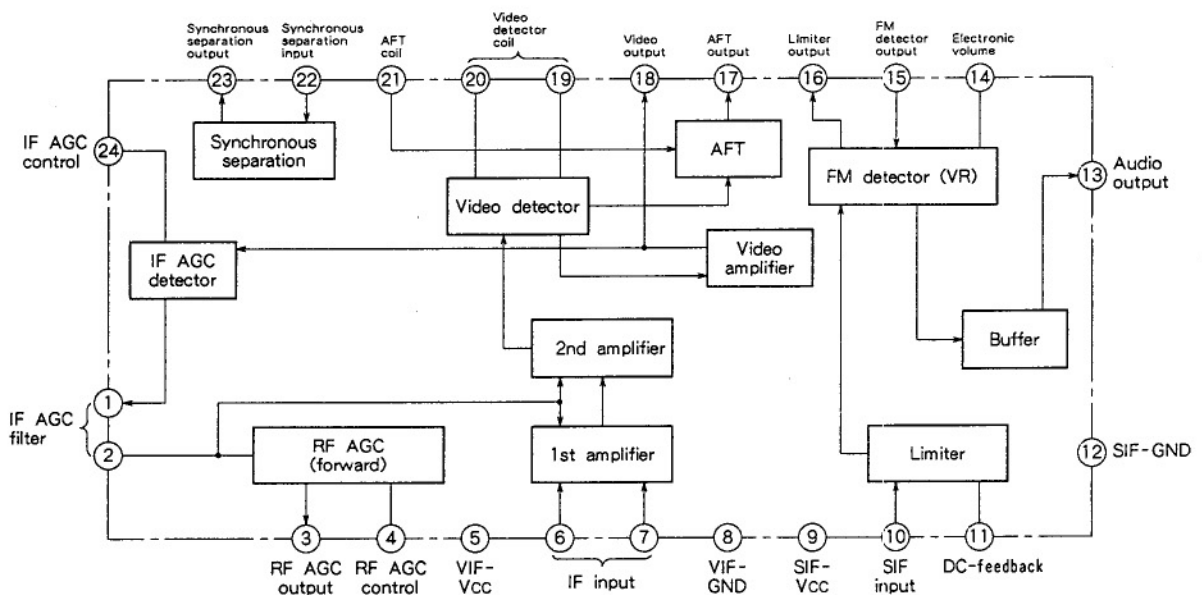 Synchronous
separation
output
Synchronous
separation
input
AFT
coil
Video
detector
coil
Video output
AFT output
Limiter output
FM
detector
output
Electronic
volume
23
22
21
20
19
18
17
16
15
14
IF AGC
control
24
Synchronous
separation
AFT
FM detector (VR)
13
Audio
output
Video detector
IF AGC
detector
Video
amplifier
2nd amplifier
Buffer
IF AGC
filter
1
2
RF AGC
(forward)
1st amplifier
Limiter
12
SIF-GND
3
4
5
6
7
8
9
10
11
RF AGC
output
RF AGC
control
VIF-
VCC
IF input
VIF-
GND
SIF-
VCC
SIF
input
DC-feedback